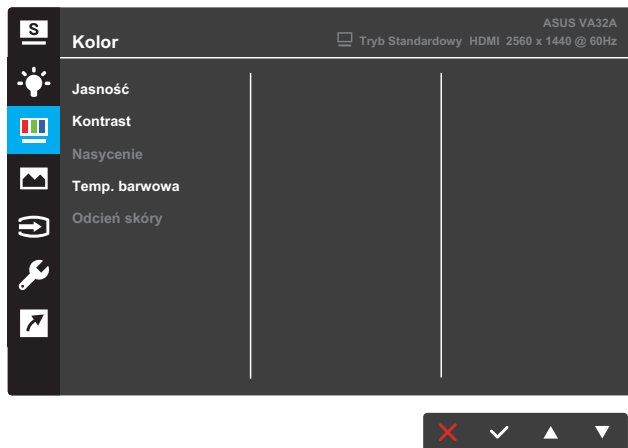 S
ASUS VA32A
Kolor
Tryb Standardowy HDMI 2560 x 1440 @ 60Hz
Jasność
Kontrast
Nasycenie
Temp. barwowa
Odcień skóry